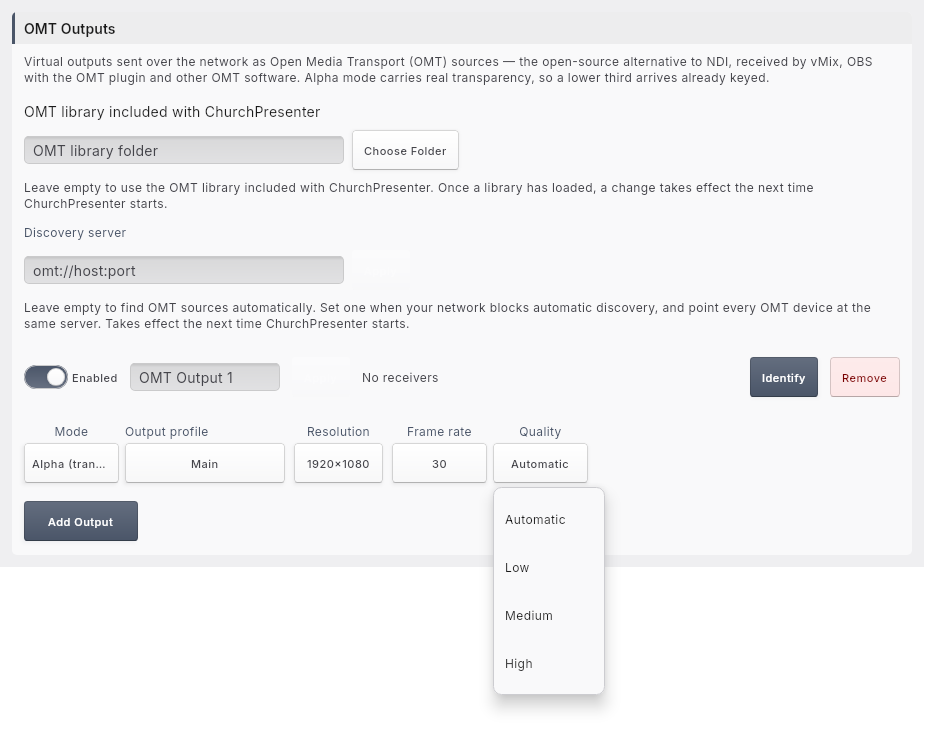 OMT Outputs
Virtual outputs sent over the network as Open Media Transport (OMT) sources — the open-source alternative to NDI, received by vMix, OBS
with the OMT plugin and other OMT software. Alpha mode carries real transparency, so a lower third arrives already keyed.
OMT library included with ChurchPresenter
OMT library folder Choose Folder
Leave empty to use the OMT library included with ChurchPresenter. Once a library has loaded, a change takes effect the next time
ChurchPresenter starts.
Discovery server
omt://host:port
Leave empty to find OMT sources automatically. Set one when your network blocks automatic discovery, and point every OMT device at the
same server. Takes effect the next time ChurchPresenter starts.
Enabled OMT Output 1 No receivers Identify Remove
Mode Output profile Resolution Frame rate Quality
Alpha (tran... Main 1920×1080 30 Automatic
Add Output
Automatic
Low
Medium
High